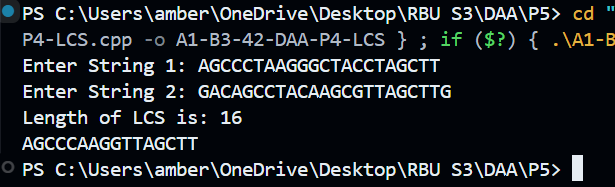 PS C:\Users\amber\OneDrive\Desktop\RBU S3\DAA\P5> cd "
P4-LCS.cpp -o A1-B3-42-DAA-P4-LCS } ; if ($?) { .\A1-B
Enter String 1: AGCCCTAAGGGCTACCTAGCTT
Enter String 2: GACAGCCTACAAGCGTTAGCTTG
Length of LCS is: 16
AGCCCAAGGTTAGCTT
PS C:\Users\amber\OneDrive\Desktop\RBU S3\DAA\P5>